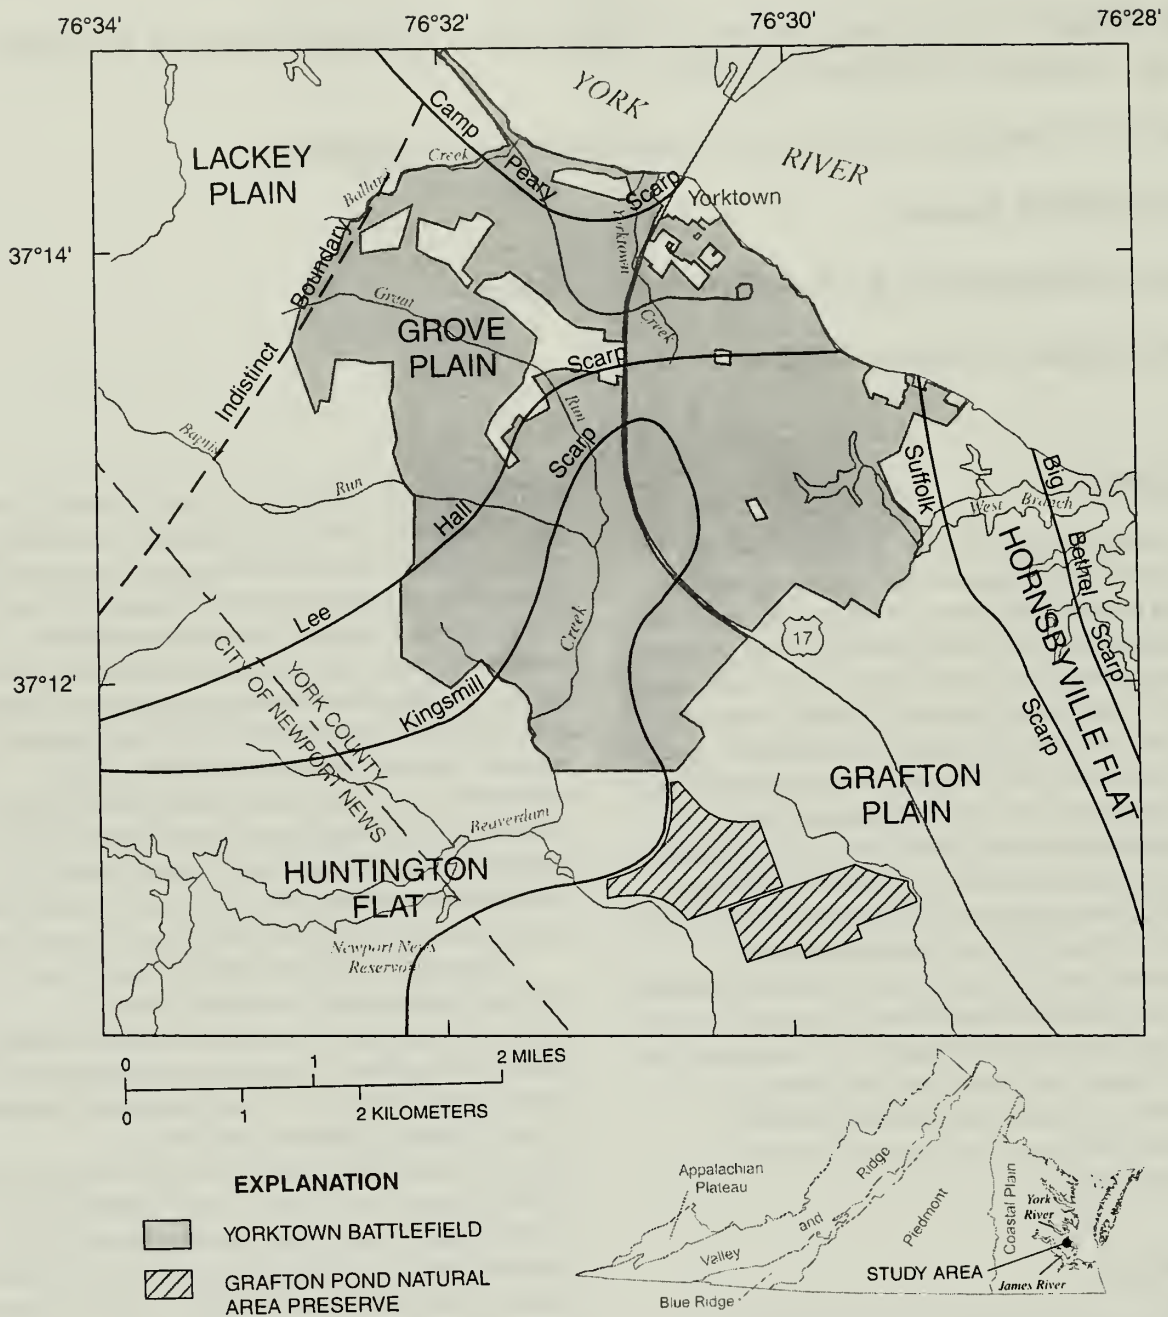 76°34'
76°32'
76°30'
76°28'
YORK
RIVER
Camp
Peary
Scarp
LACKEY
PLAIN
Creek
Ballard
Yorktown
Yorktown
Creek
37°14'
Boundary
Indistinct
Great
Run
GROVE
PLAIN
Scarp
Scarp
Hall
Lee
Run
Suffolk
Scarp
West Branch
Big
Bethel
Scarp
HORNSBYVILLE FLAT
Creek
17
37°12'
YORK COUNTY
CITY OF NEWPORT NEWS
Kingsmill
GRAFTON
PLAIN
Beaverdam
HUNTINGTON
FLAT
Newport News
Reservoir
0 1 2 MILES
0 1 2 KILOMETERS
EXPLANATION
YORKTOWN BATTLEFIELD
GRAFTON POND NATURAL
AREA PRESERVE
Appalachian
Plateau
Valley and Ridge
Blue Ridge
Piedmont
Coastal Plain
York
River
STUDY AREA
James River